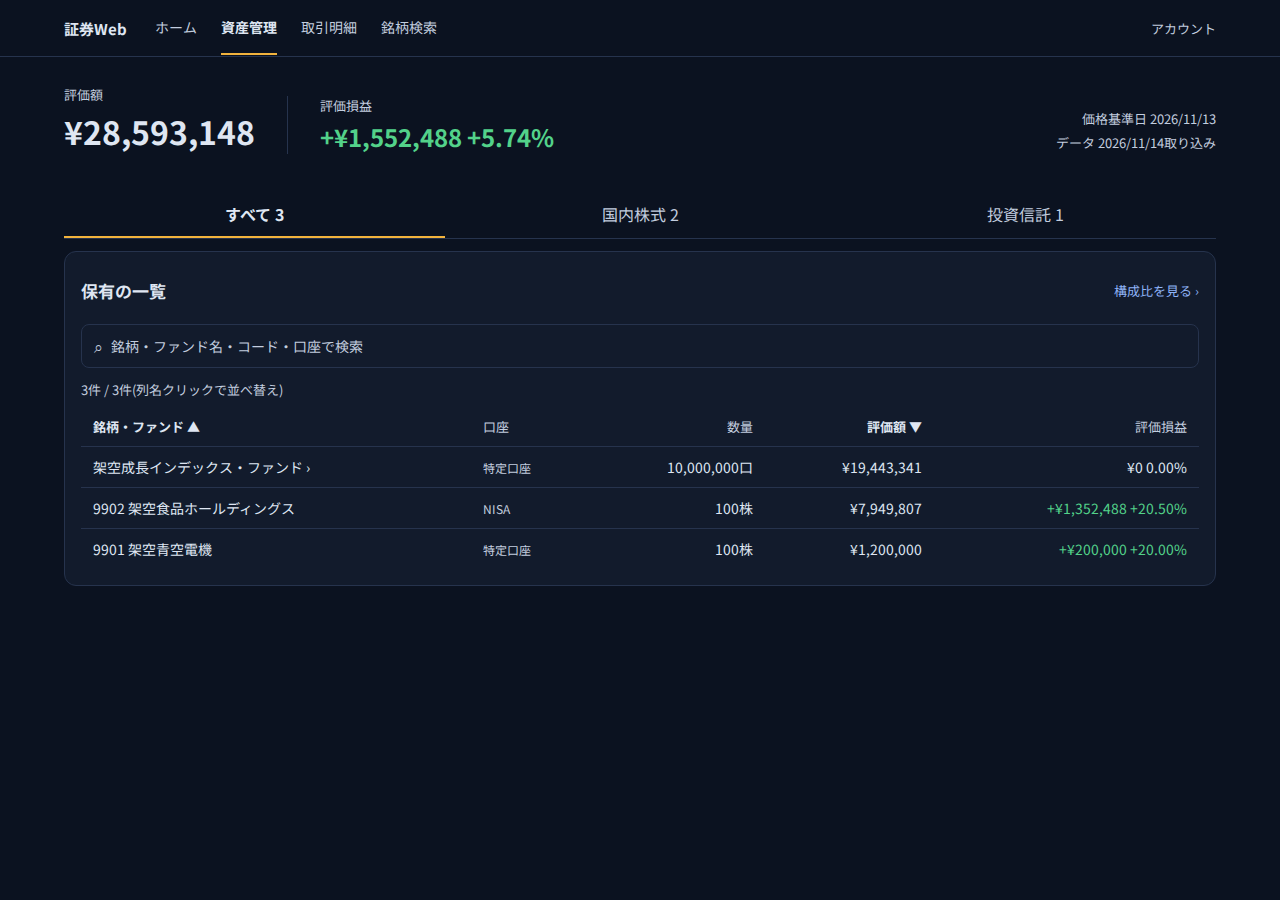 証券Web ホーム 資産管理 取引明細 銘柄検索 アカウント
評価額
¥28,593,148
評価損益
+¥1,552,488 +5.74%
価格基準日 2026/11/13
データ 2026/11/14取り込み
すべて 3 国内株式 2 投資信託 1
保有の一覧 構成比を見る ›
⌕ 銘柄・ファンド名・コード・口座で検索
3件 / 3件(列名クリックで並べ替え)
銘柄・ファンド ▲ 口座 数量 評価額 ▼ 評価損益
架空成長インデックス・ファンド › 特定口座 10,000,000口 ¥19,443,341 ¥0 0.00%
9902 架空食品ホールディングス NISA 100株 ¥7,949,807 +¥1,352,488 +20.50%
9901 架空青空電機 特定口座 100株 ¥1,200,000 +¥200,000 +20.00%